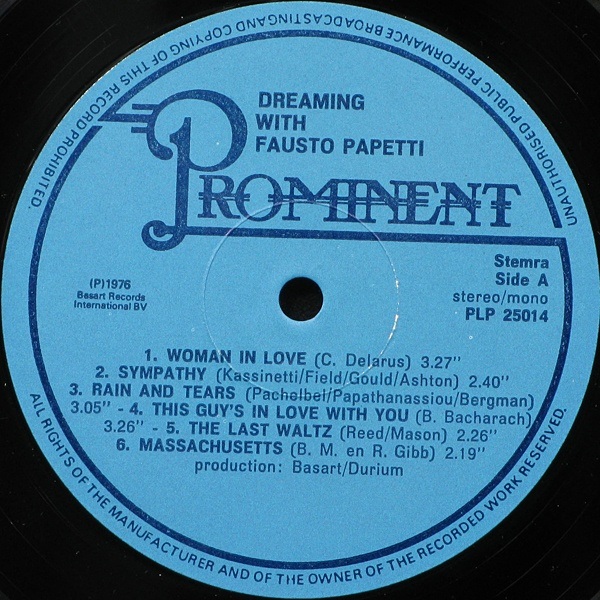 UNAUTHORISED PUBLIC PERFORMANCE BROADCASTING AND COPYING OF THIS RECORD PROHIBITED.
DREAMING
WITH
FAUSTO PAPETTI
PROMINENT
Stemra
Side A
stereo/mono
PLP 25014
(P)1976
Basart Records
International BV
1. WOMAN IN LOVE (C. Delarus) 3.27"
2. SYMPATHY (Kassinetti/Field/Gould/Ashton) 2.40"
3. RAIN AND TEARS (Pachelbel/Papathanassiou/Bergman)
3.05" - 4. THIS GUY'S IN LOVE WITH YOU (B. Bacharach)
3.26" - 5. THE LAST WALTZ (Reed/Mason) 2.26"
6. MASSACHUSETTS (B. M. en R. Gibb) 2.19"
production: Basart/Durium
ALL RIGHTS OF THE MANUFACTURER AND OF THE OWNER OF THE RECORDED WORK RESERVED.